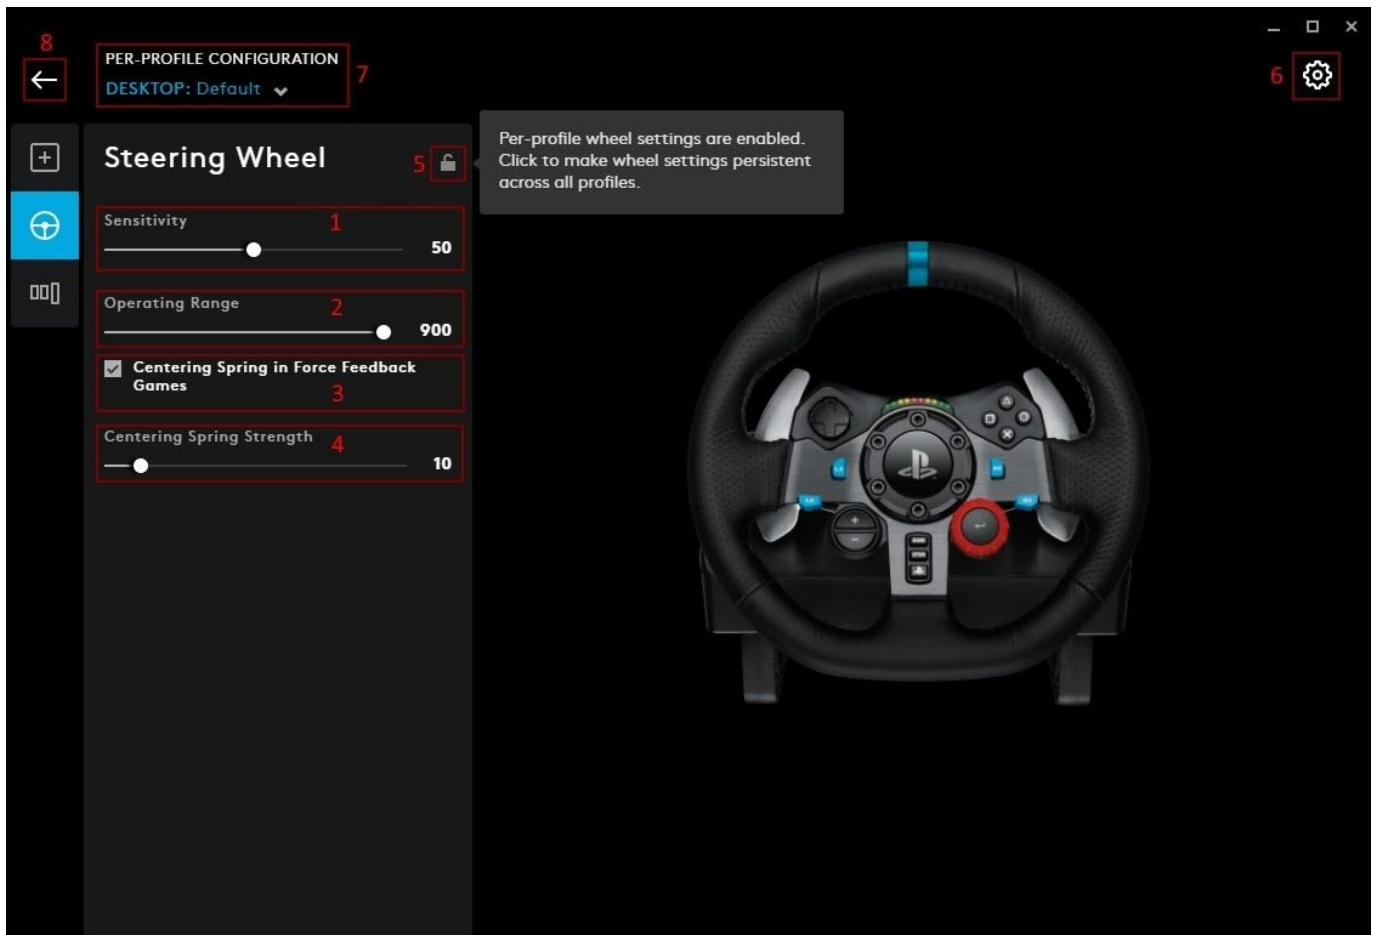 8
PER-PROFILE CONFIGURATION
7
DESKTOP: Default
6
Steering Wheel
5
Per-profile wheel settings are enabled.
Click to make wheel settings persistent
across all profiles.
Sensitivity
1
50
Operating Range
2
900
Centering Spring in Force Feedback
Games
3
Centering Spring Strength
4
10